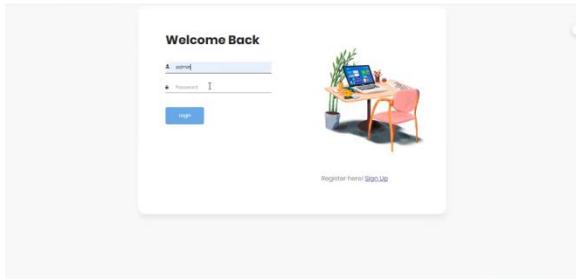 Welcome Back
admin
Password
Login
Register here! Sign Up